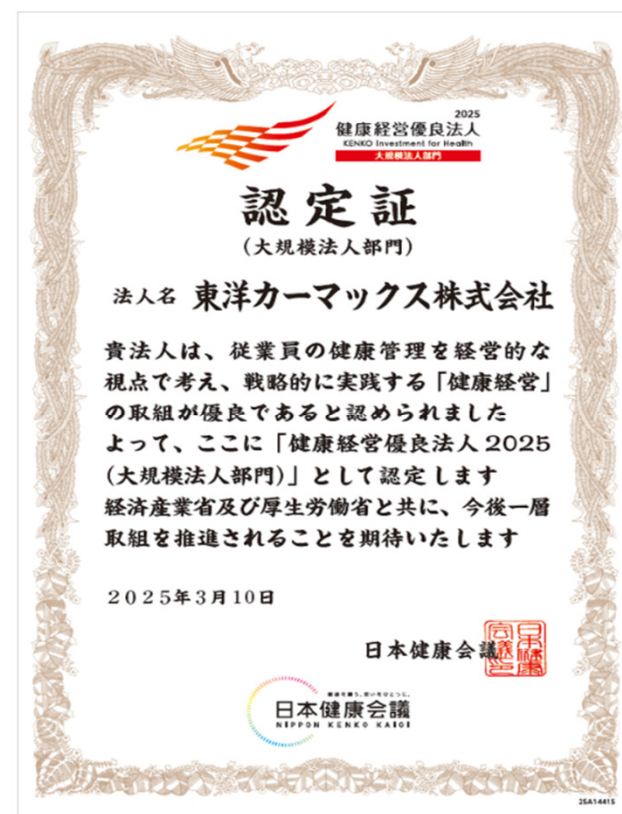 2025
健康経営優良法人
KENKO Investment for Health
大規模法人部門
認定証
(大規模法人部門)
法人名 東洋カーマックス株式会社
貴法人は、従業員の健康管理を経営的な
視点で考え、戦略的に実践する「健康経営」
の取組が優良であると認められました
よって、ここに「健康経営優良法人2025
(大規模法人部門)」として認定します
経済産業省及び厚生労働省と共に、今後一層
取組を推進されることを期待いたします
2025年3月10日
日本健康会議
日本健康会議印
日本健康会議
NIPPON KENKO KAIGI
25A14415